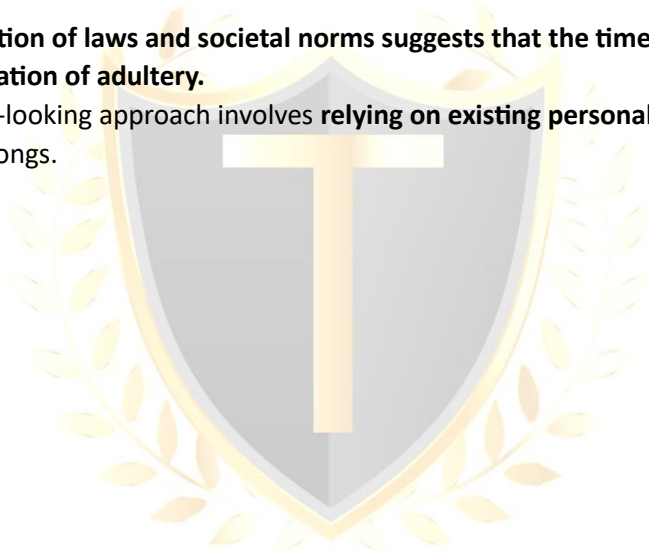 tion of laws and societal norms suggests that the time
ation of adultery.
-looking approach involves relying on existing personal
ongs.
T